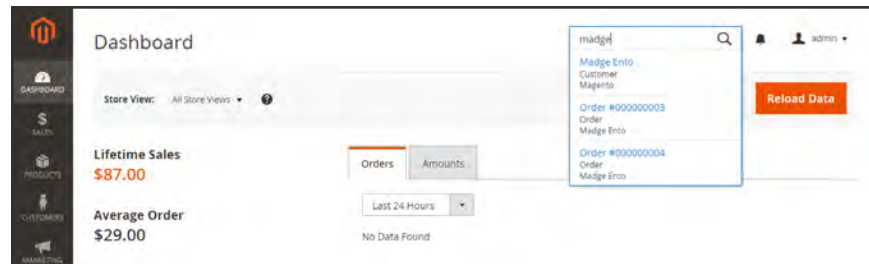 Dashboard
madge
admin
Madge Ento
Customer
Magento
Order #000000003
Order
Madge Ento
Order #000000004
Order
Madge Ento
DASHBOARD
SALES
PRODUCTS
CUSTOMERS
MARKETING
Store View: All Store Views
Reload Data
Lifetime Sales
$87.00
Average Order
$29.00
Orders Amounts
Last 24 Hours
No Data Found